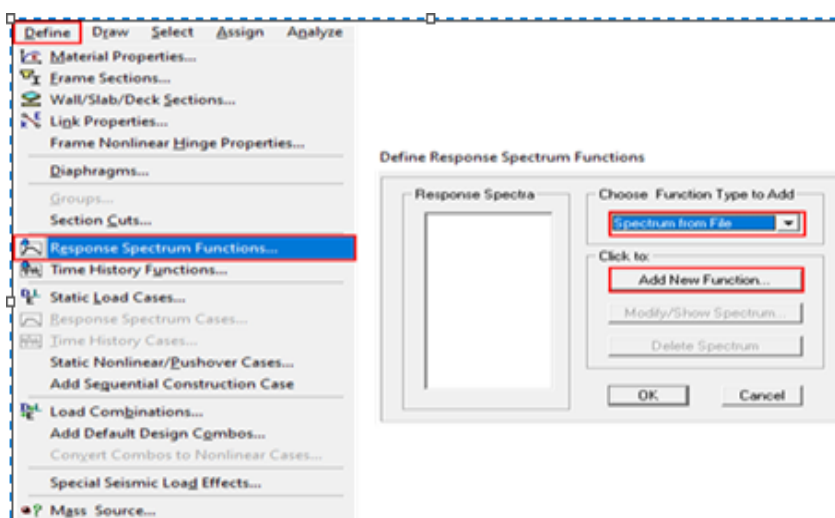 Define Draw Select Assign Analyze
Material Properties...
Frame Sections...
Wall/Slab/Deck Sections...
Link Properties...
Frame Nonlinear Hinge Properties...
Diaphragms...
Groups...
Section Cuts...
Response Spectrum Functions...
Time History Functions...
Static Load Cases...
Response Spectrum Cases...
Time History Cases...
Static Nonlinear/Pushover Cases...
Add Sequential Construction Case
Load Combinations...
Add Default Design Combos...
Convert Combos to Nonlinear Cases...
Special Seismic Load Effects...
Mass Source...
Define Response Spectrum Functions
Response Spectra
Choose Function Type to Add
Spectrum from File
Click to:
Add New Function...
Modify/Show Spectrum...
Delete Spectrum
OK Cancel